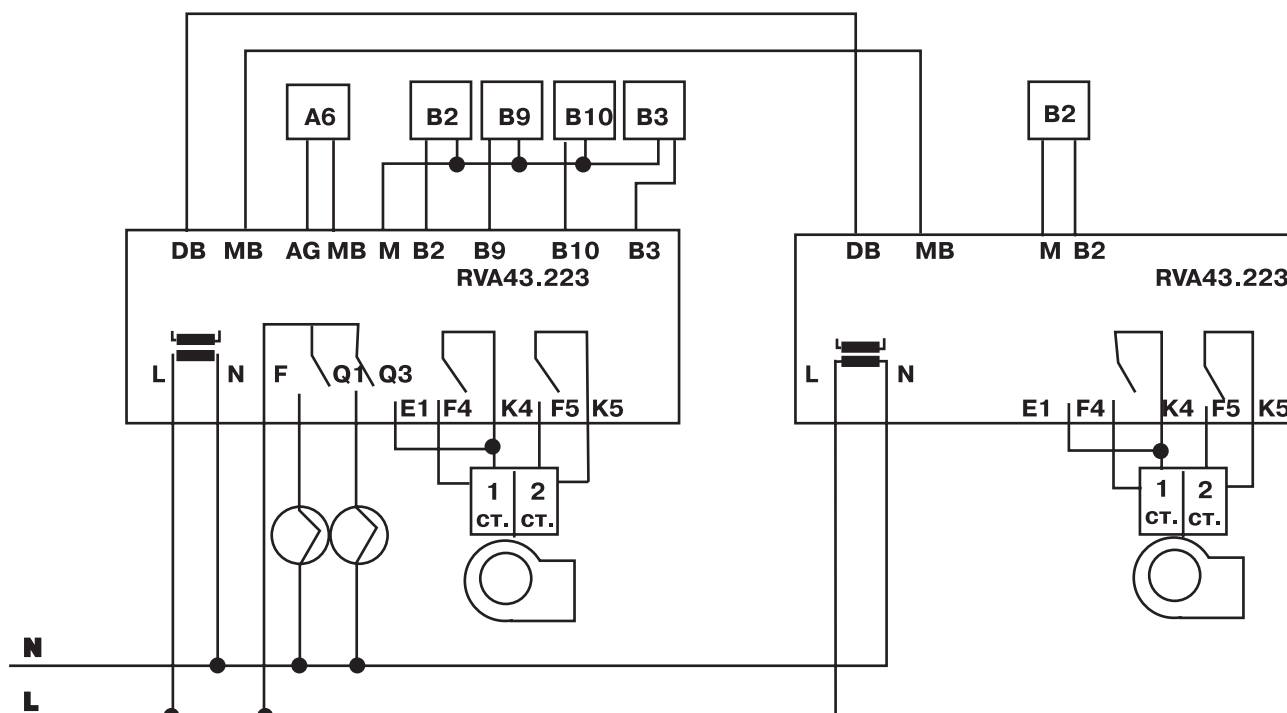 A6 B2 B9 B10 B3 B2
DB MB AG MB M B2 B9 B10 B3 DB MB M B2
RVA43.223 RVA43.223
L N F Q1 Q3 L N
E1 F4 K4 F5 K5 E1 F4 K4 F5 K5
1 2 1 2
СТ. СТ. СТ. СТ.
N
L